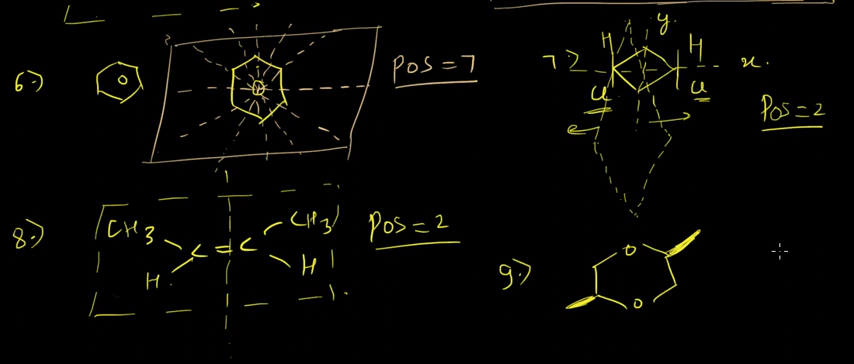 6.)
POS = 7
7)
y.
H
H
x.
Cl
Cl
POS = 2
8.)
CH3
C = C
CH3
H
H
POS = 2
9.)
O
O